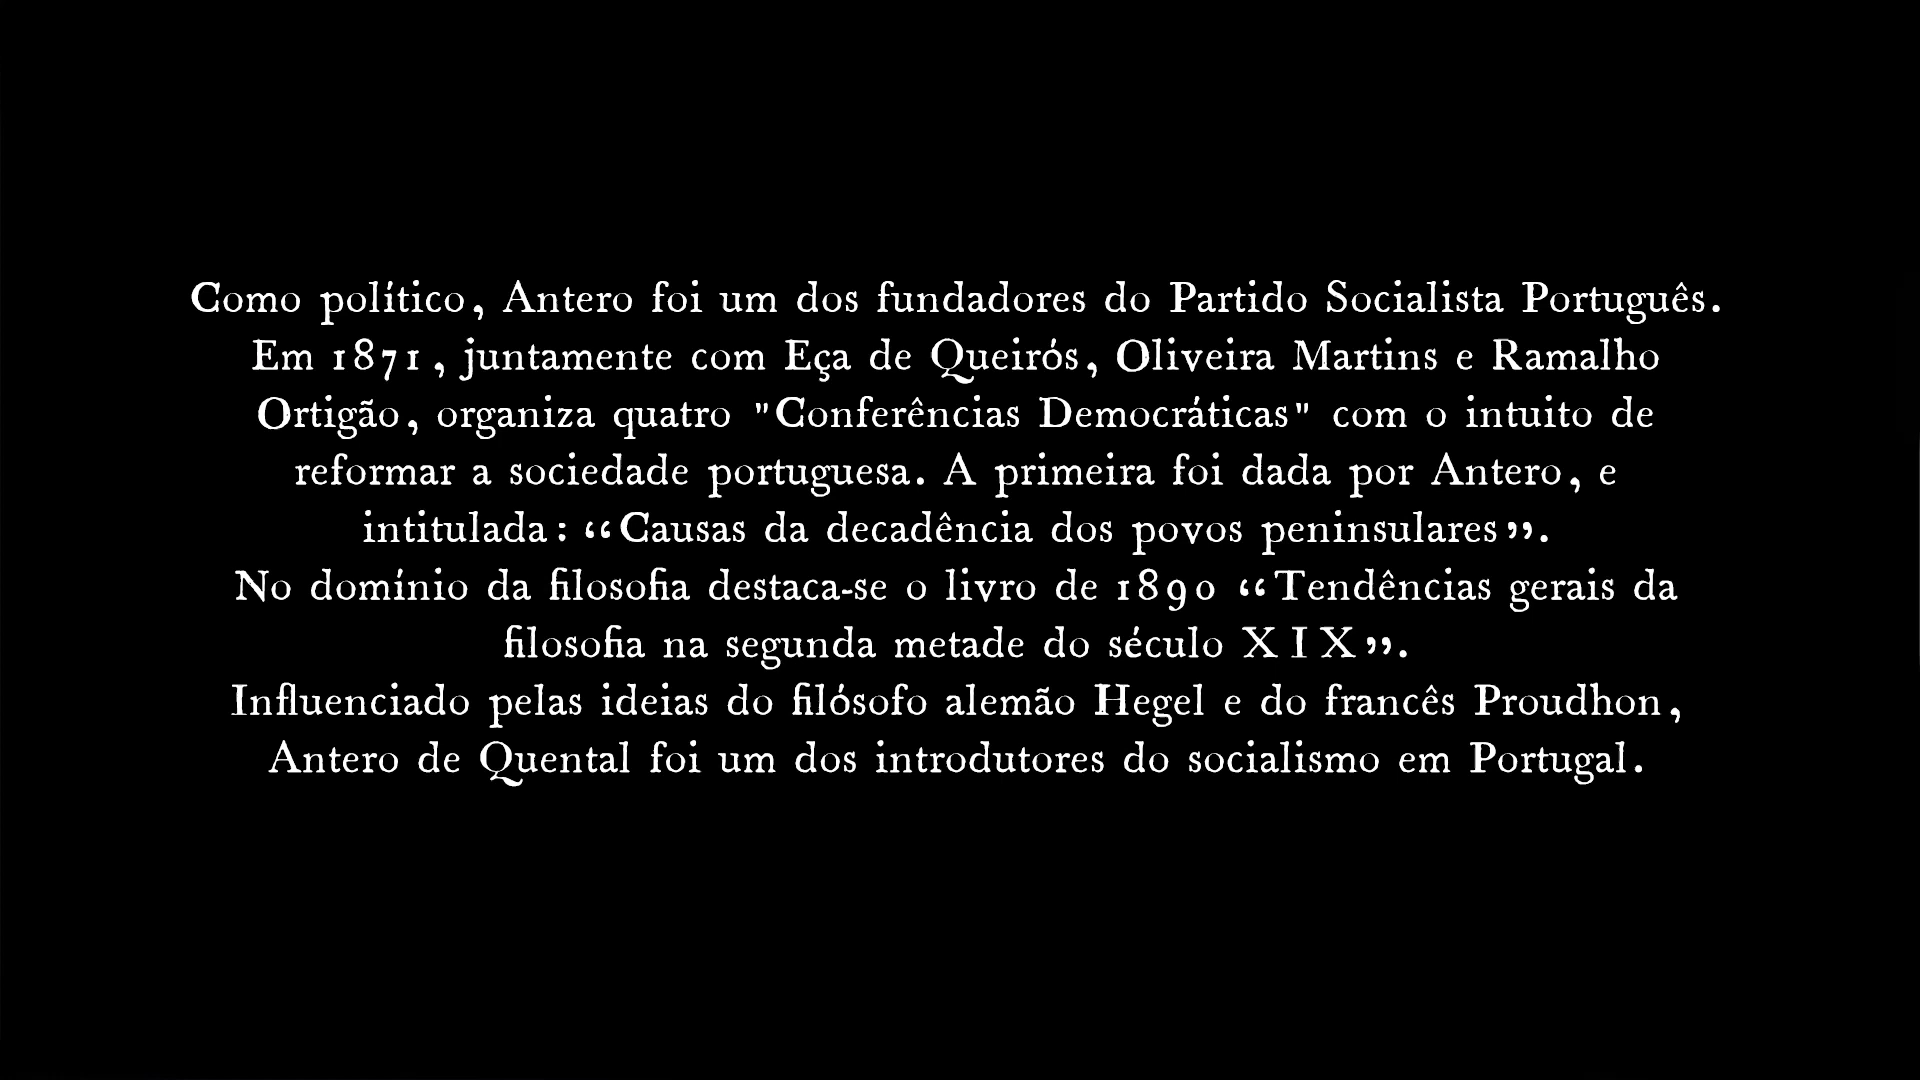 Como político, Antero foi um dos fundadores do Partido Socialista Português.
Em 1871, juntamente com Eça de Queirós, Oliveira Martins e Ramalho
Ortigão, organiza quatro "Conferências Democráticas" com o intuito de
reformar a sociedade portuguesa. A primeira foi dada por Antero, e
intitulada: “Causas da decadência dos povos peninsulares”.
No domínio da filosofia destaca-se o livro de 1890 “Tendências gerais da
filosofia na segunda metade do século XIX”.
Influenciado pelas ideias do filósofo alemão Hegel e do francês Proudhon,
Antero de Quental foi um dos introdutores do socialismo em Portugal.